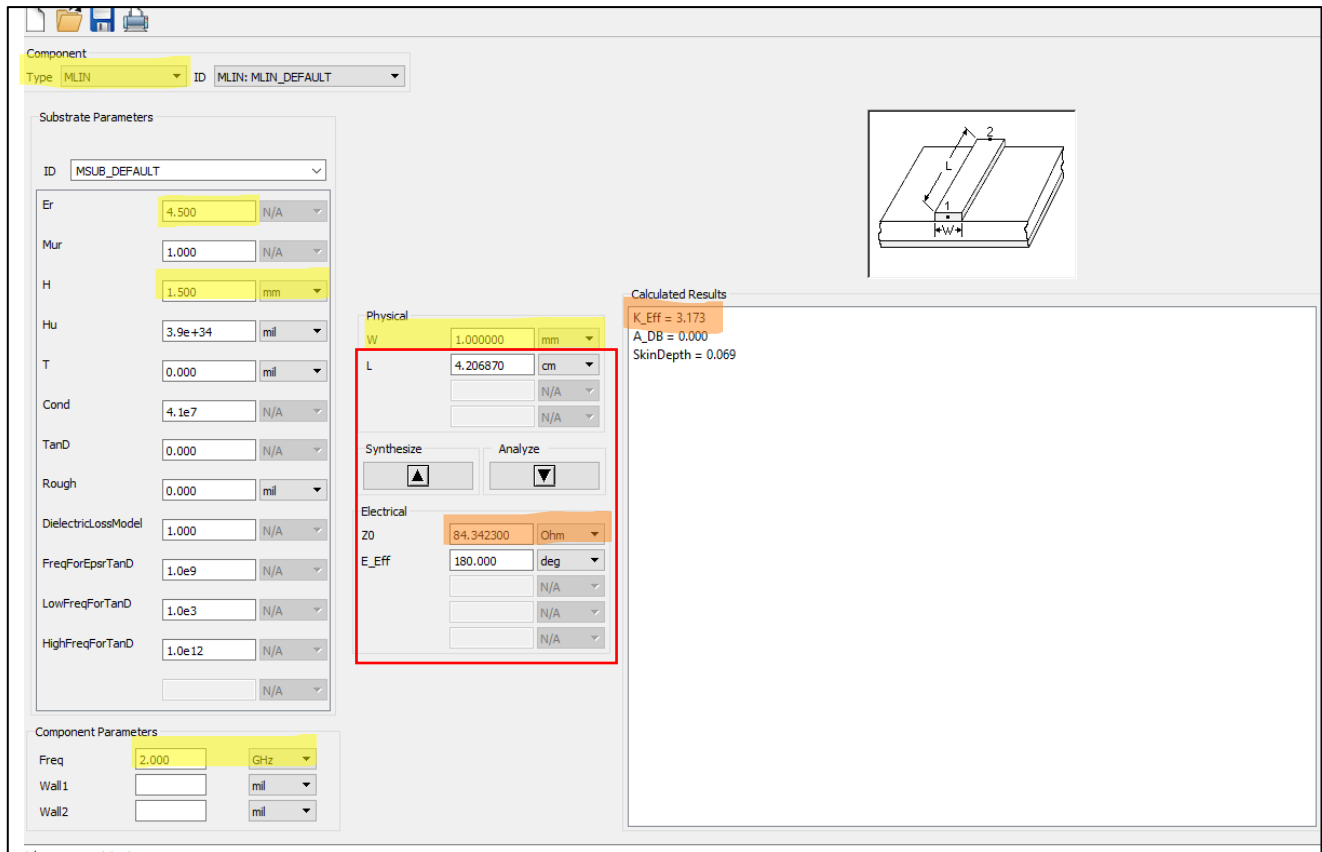 Component
Type MLIN ID MLIN: MLIN_DEFAULT
Substrate Parameters
ID MSUB_DEFAULT
Er 4.500 N/A
Mur 1.000 N/A
H 1.500 mm
Hu 3.9e+34 mil
T 0.000 mil
Cond 4.1e7 N/A
TanD 0.000 N/A
Rough 0.000 mil
DielectricLossModel 1.000 N/A
FreqForEpsrTanD 1.0e9 N/A
LowFreqForTanD 1.0e3 N/A
HighFreqForTanD 1.0e12 N/A
N/A
Component Parameters
Freq 2.000 GHz
Wall1 mil
Wall2 mil
Physical
W 1.000000 mm
L 4.206870 cm
N/A
N/A
Synthesize Analyze
Electrical
Z0 84.342300 Ohm
E_Eff 180.000 deg
N/A
N/A
N/A
2
L
1
W
Calculated Results
K_Eff = 3.173
A_DB = 0.000
SkinDepth = 0.069